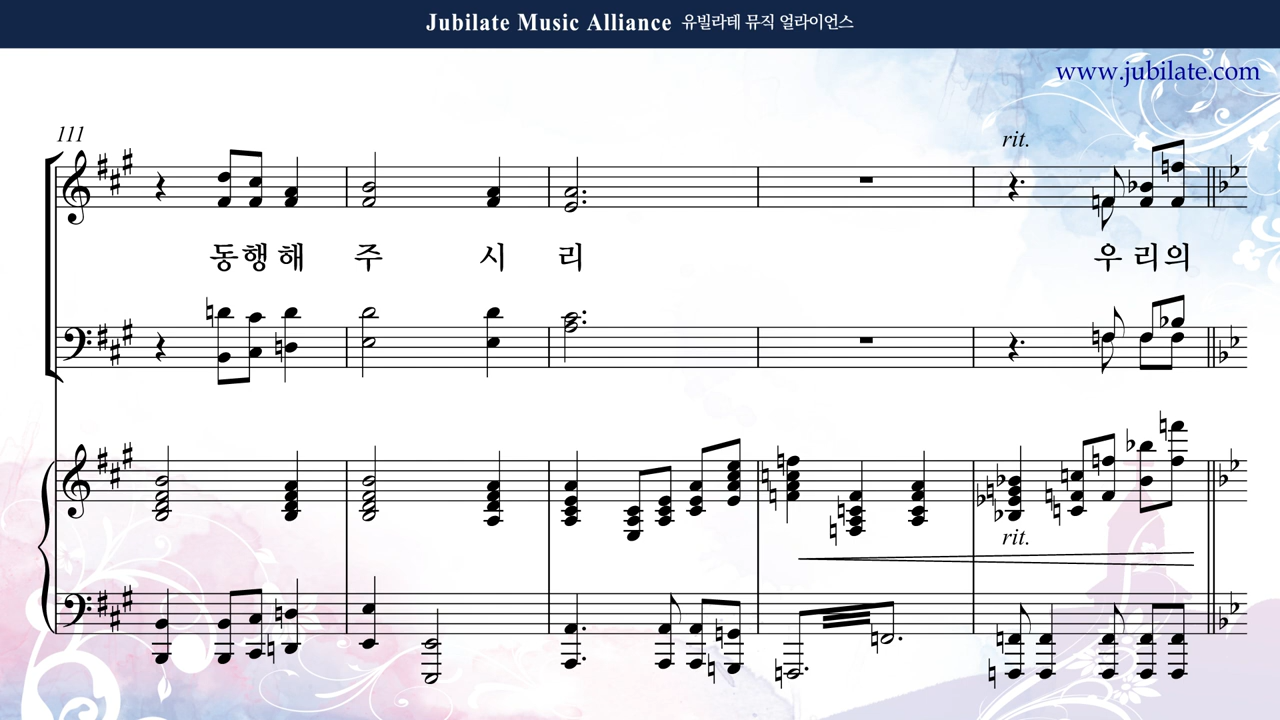 Jubilate Music Alliance 유빌라테 뮤직 얼라이언스
www.jubilate.com
111
rit.
동행해 주 시 리 우 리 의
rit.